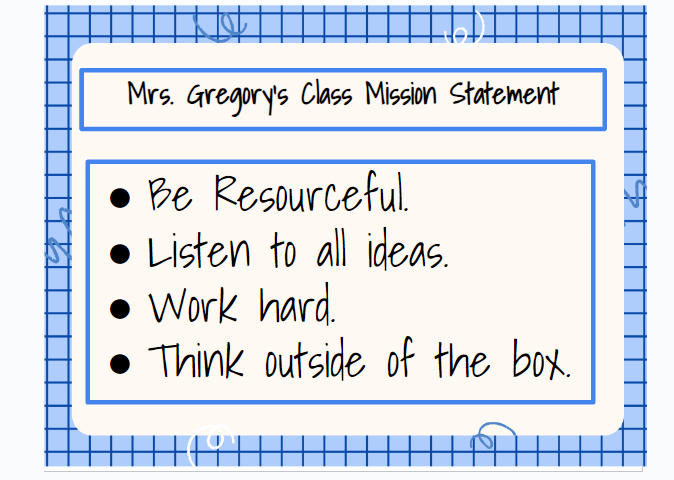 Mrs. Gregory's Class Mission Statement
● Be Resourceful.
● Listen to all ideas.
● Work hard.
● Think outside of the box.